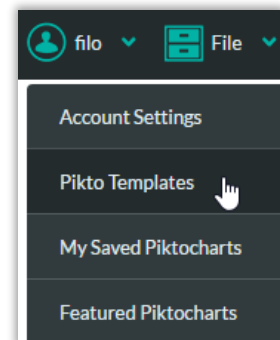 filo File
Account Settings
Pikto Templates
My Saved Piktocharts
Featured Piktocharts